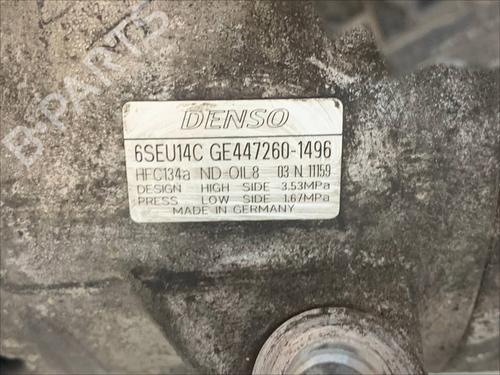 B-PARTS
DENSO
6SEU14C GE447260-1496
HFC134a ND-OIL8 03 N 11159
DESIGN HIGH SIDE 3.53MPa
PRESS LOW SIDE 1.67MPa
MADE IN GERMANY